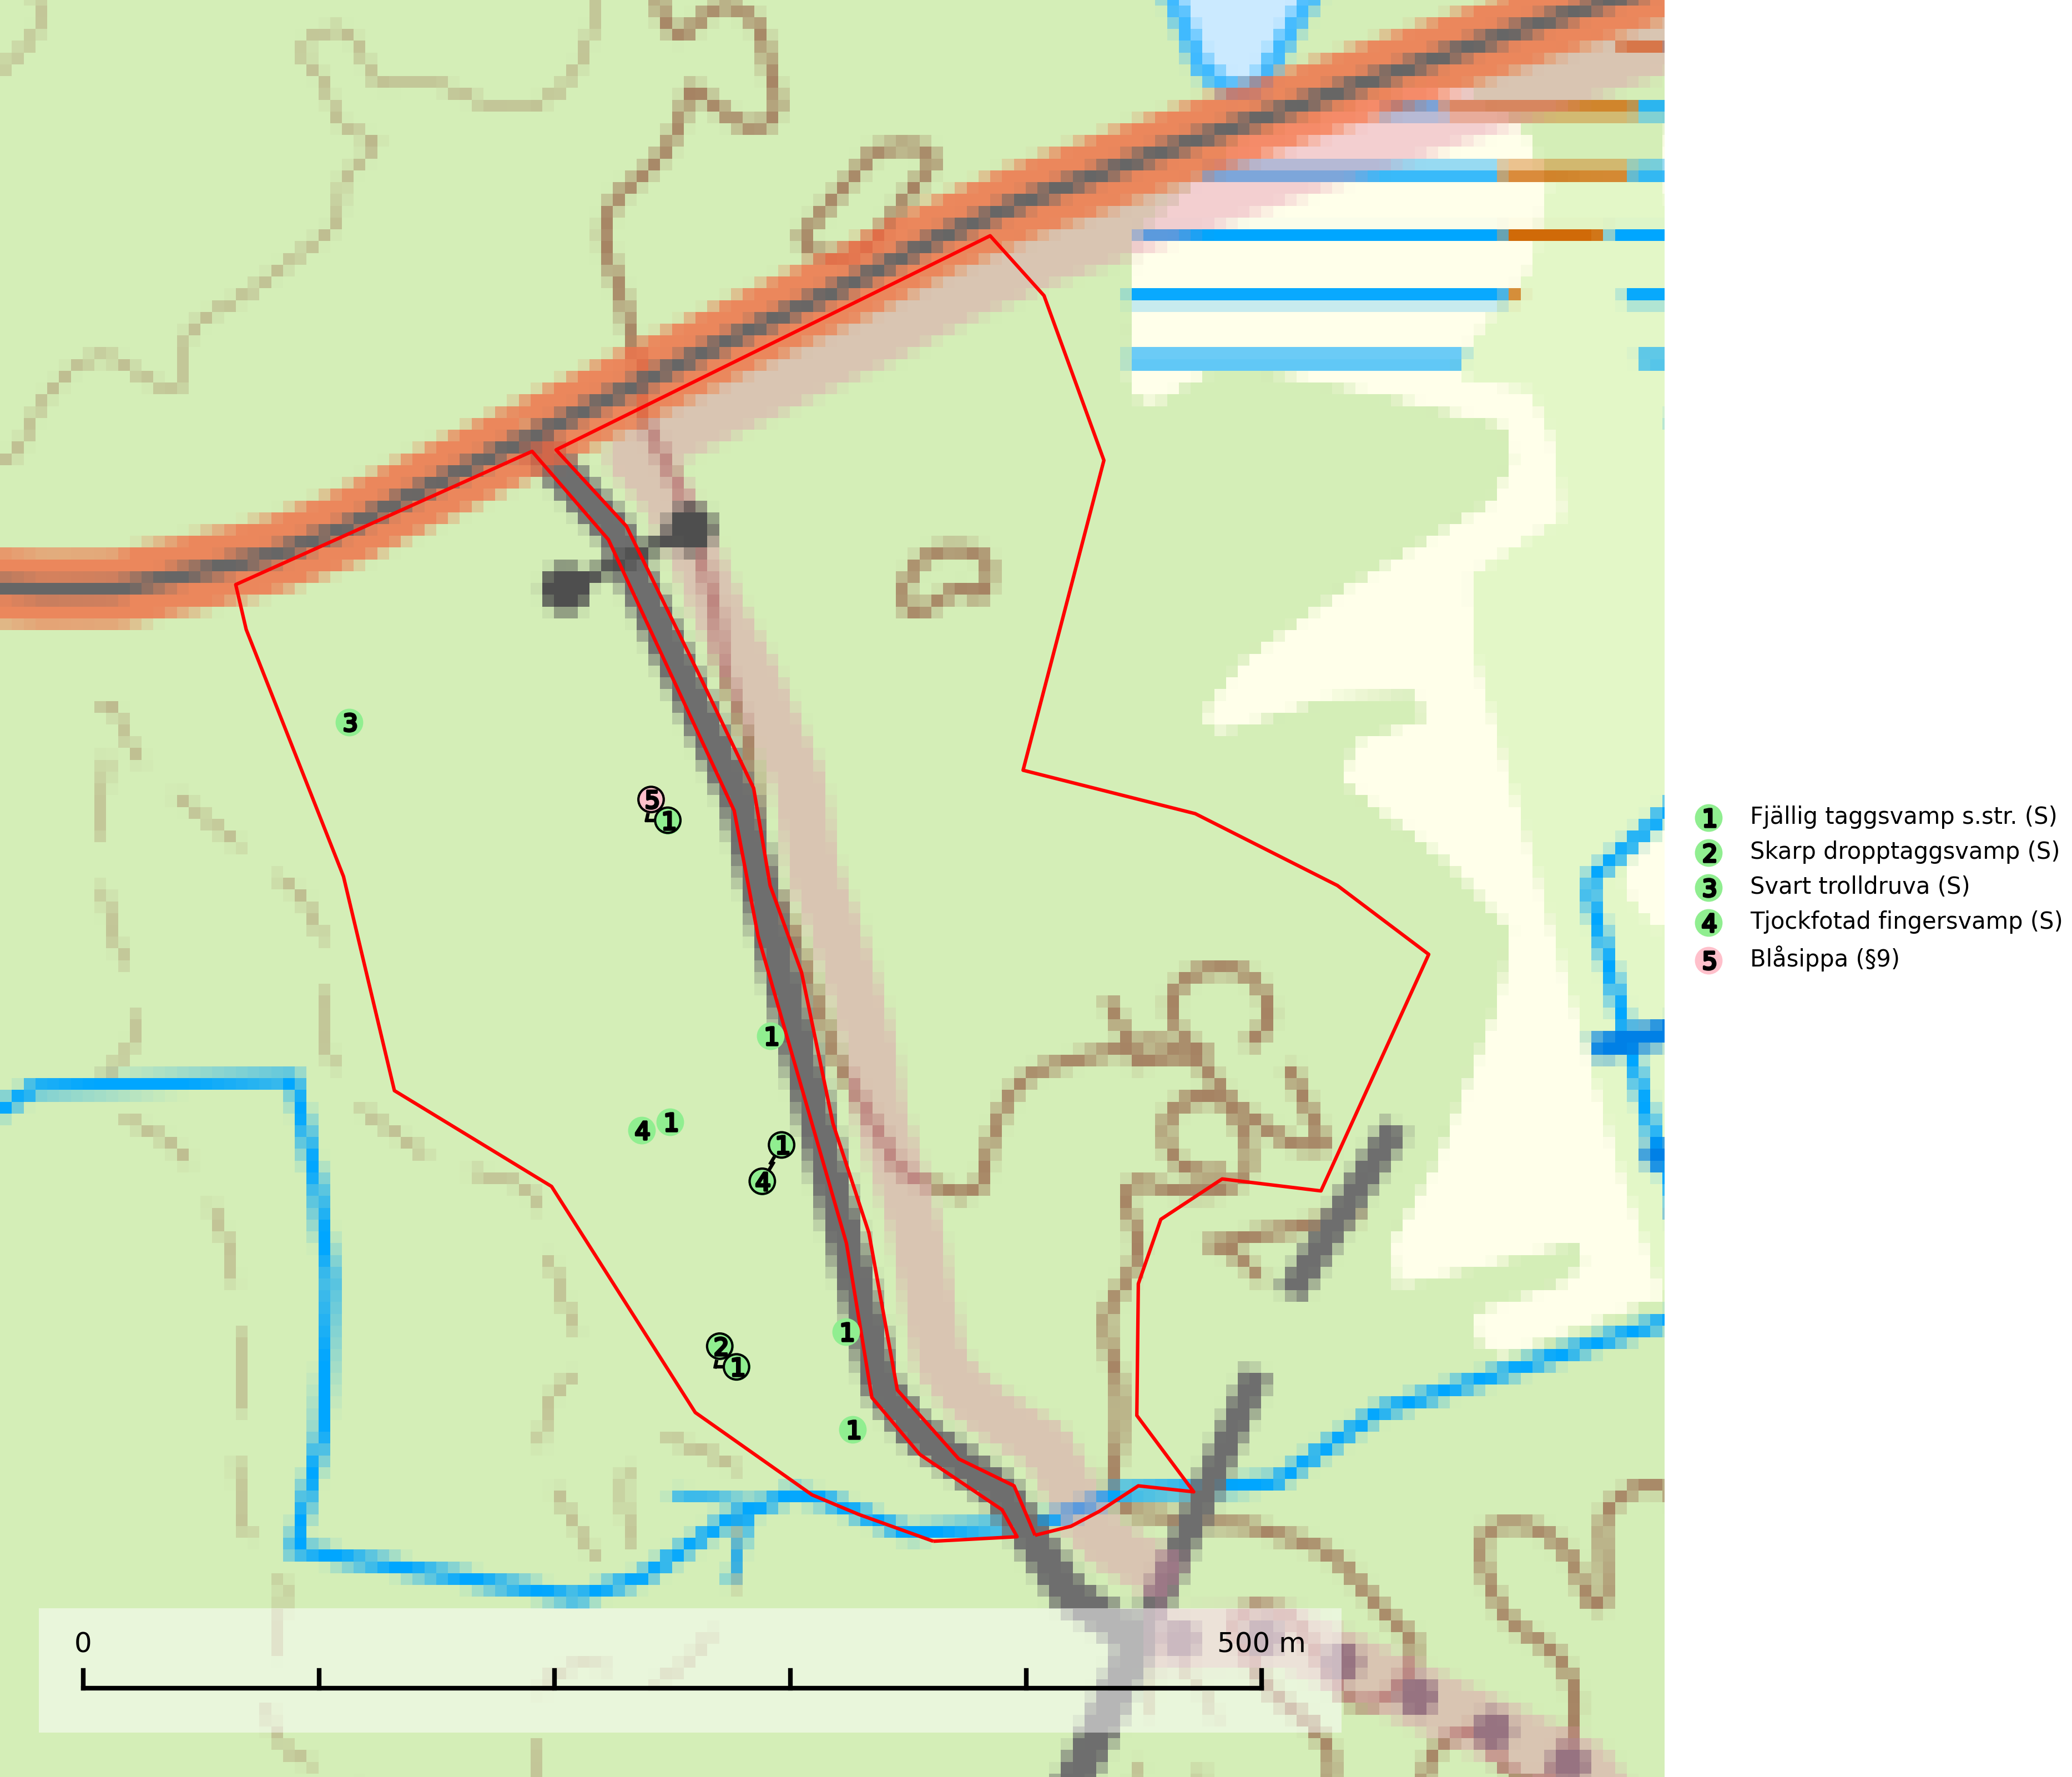 3
5
1
1
4 1
1
4
1
2
1
1
0 500 m
1 Fjällig taggsvamp s.str. (S)
2 Skarp dropptaggsvamp (S)
3 Svart trolldruva (S)
4 Tjockfotad fingersvamp (S)
5 Blåsippa (§9)